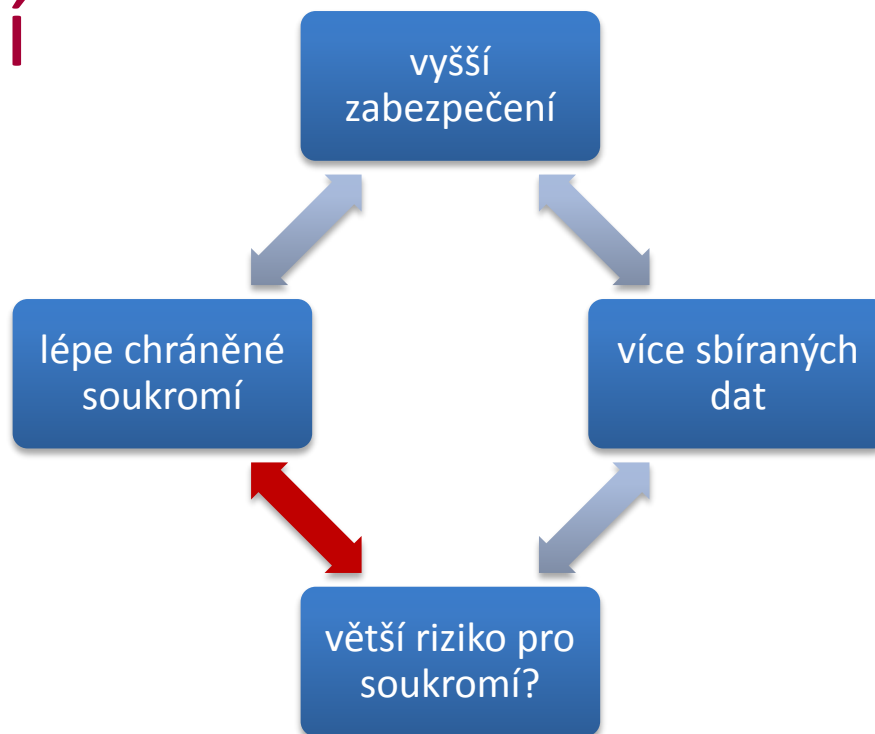 í
vyšší
zabezpečení
lépe chráněné
soukromí
více sbíraných
dat
větší riziko pro
soukromí?